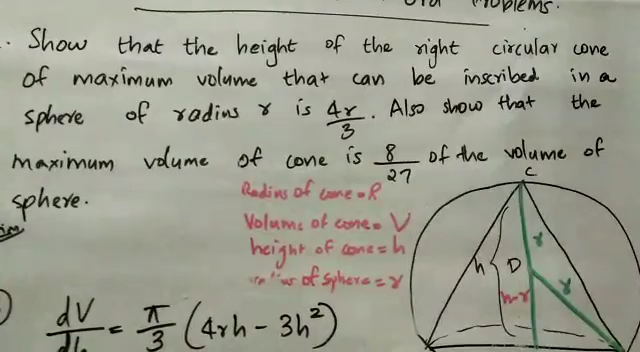 Problems.
Show that the height of the right circular cone
of maximum volume that can be inscribed in a
sphere of radius r is 4r/3. Also show that the
maximum volume of cone is 8/27 of the volume of
sphere.
Radius of cone = R
Volume of cone = V
height of cone = h
radius of sphere = r
C
r
h
D
r
h-r
dV/dh = π/3 (4rh - 3h²)